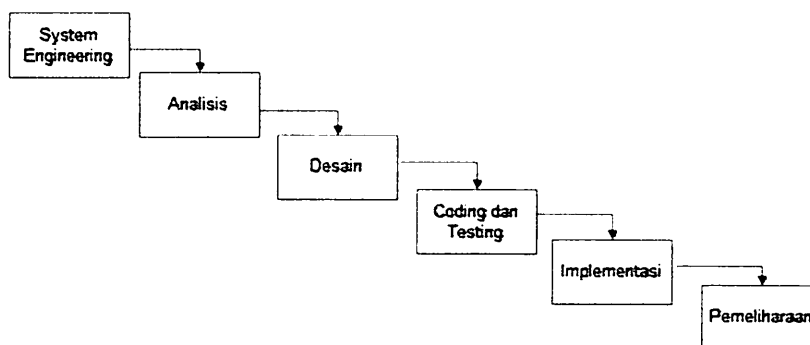 System
Engineering
Analisis
Desain
Coding dan
Testing
Implementasi
Pemeliharaan